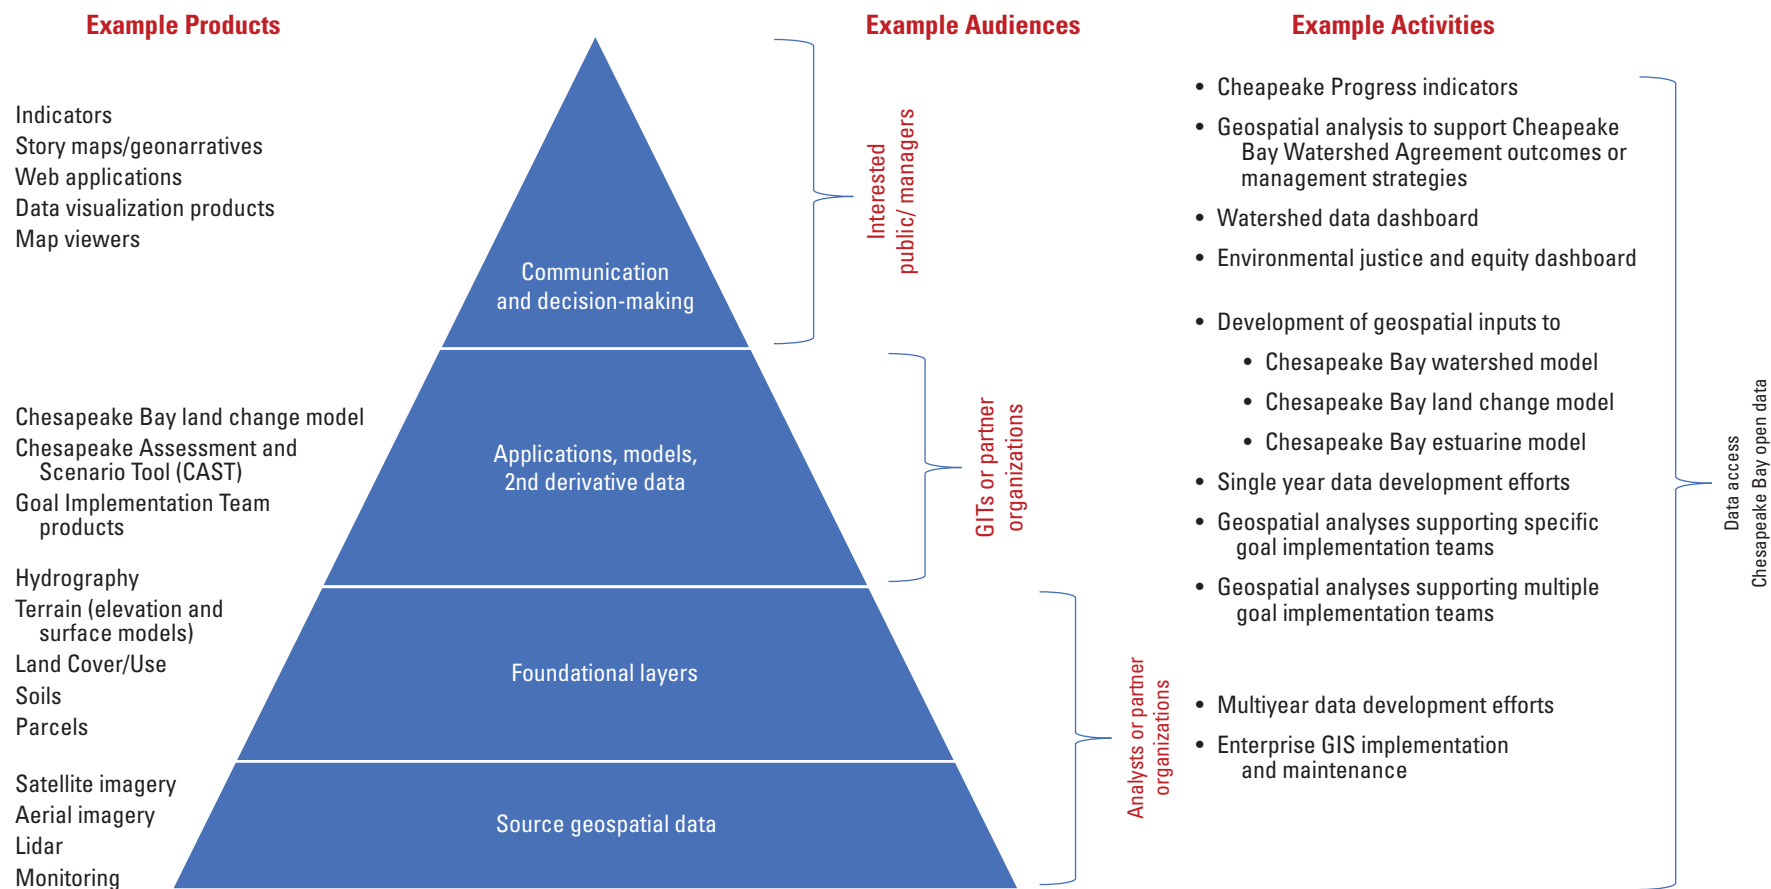 Example Products
Example Audiences
Example Activities
Indicators
Story maps/geonarratives
Web applications
Data visualization products
Map viewers
Chesapeake Bay land change model
Chesapeake Assessment and
Scenario Tool (CAST)
Goal Implementation Team
products
Hydrography
Terrain (elevation and
surface models)
Land Cover/Use
Soils
Parcels
Satellite imagery
Aerial imagery
Lidar
Monitoring
Communication
and decision-making
Applications, models,
2nd derivative data
Foundational layers
Source geospatial data
Interested
public/ managers
GITs or partner
organizations
Analysts or partner
organizations
• Cheapeake Progress indicators
• Geospatial analysis to support Cheapeake
Bay Watershed Agreement outcomes or
management strategies
• Watershed data dashboard
• Environmental justice and equity dashboard
• Development of geospatial inputs to
• Chesapeake Bay watershed model
• Chesapeake Bay land change model
• Chesapeake Bay estuarine model
• Single year data development efforts
• Geospatial analyses supporting specific
goal implementation teams
• Geospatial analyses supporting multiple
goal implementation teams
• Multiyear data development efforts
• Enterprise GIS implementation
and maintenance
Data access
Chesapeake Bay open data